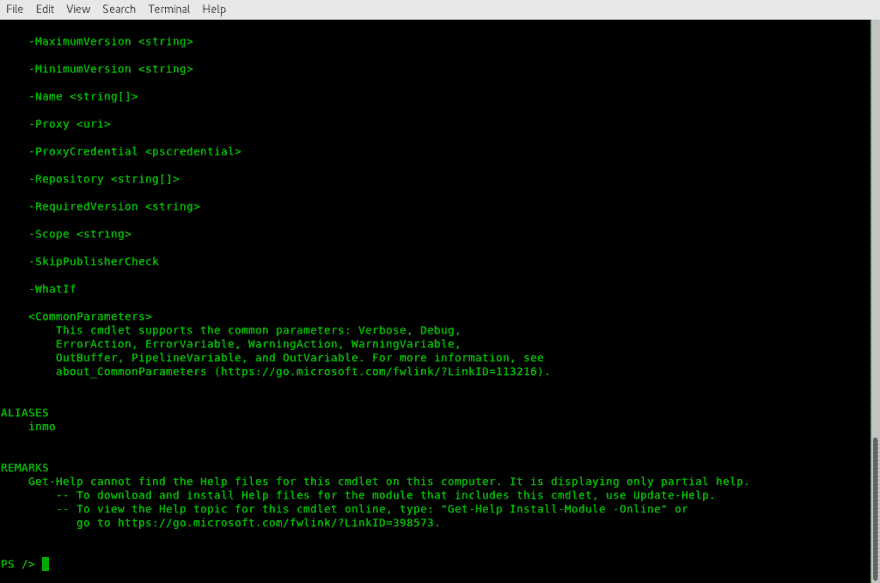 File Edit View Search Terminal Help
-MaximumVersion <string>
-MinimumVersion <string>
-Name <string[]>
-Proxy <uri>
-ProxyCredential <pscredential>
-Repository <string[]>
-RequiredVersion <string>
-Scope <string>
-SkipPublisherCheck
-WhatIf
<CommonParameters>
This cmdlet supports the common parameters: Verbose, Debug,
ErrorAction, ErrorVariable, WarningAction, WarningVariable,
OutBuffer, PipelineVariable, and OutVariable. For more information, see
about_CommonParameters (https://go.microsoft.com/fwlink/?LinkID=113216).
ALIASES
inmo
REMARKS
Get-Help cannot find the Help files for this cmdlet on this computer. It is displaying only partial help.
-- To download and install Help files for the module that includes this cmdlet, use Update-Help.
-- To view the Help topic for this cmdlet online, type: "Get-Help Install-Module -Online" or
go to https://go.microsoft.com/fwlink/?LinkID=398573.
PS />